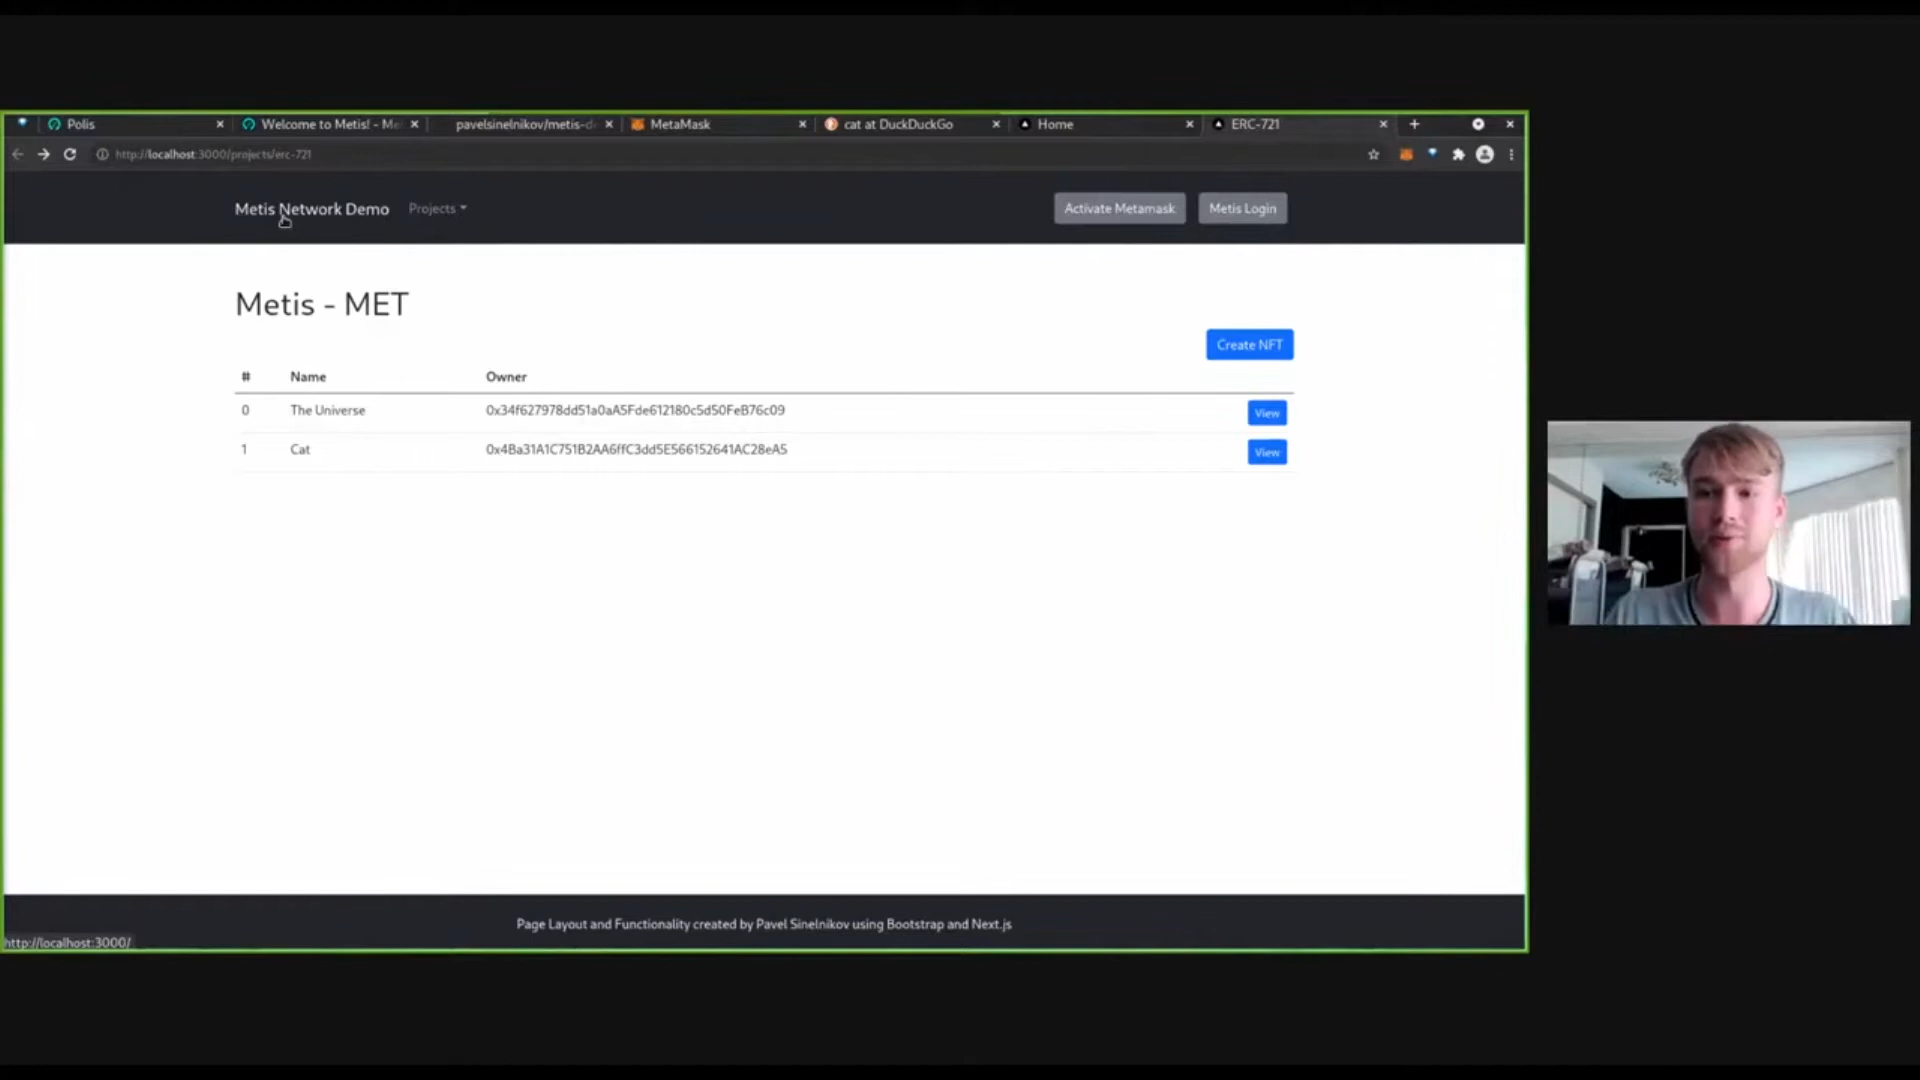 Polis
Welcome to Metis! - Me
pavelsinelnikov/metis-d
MetaMask
cat at DuckDuckGo
Home
ERC-721
http://localhost:3000/projects/erc-721
Metis Network Demo
Projects
Activate Metamask
Metis Login
Metis - MET
Create NFT
# Name Owner
0 The Universe 0x34f627978dd51a0aA5Fde612180c5d50FeB76c09 View
1 Cat 0x4Ba31A1C751B2AA6ffC3dd5E566152641AC28eA5 View
Page Layout and Functionality created by Pavel Sinelnikov using Bootstrap and Next.js
http://localhost:3000/